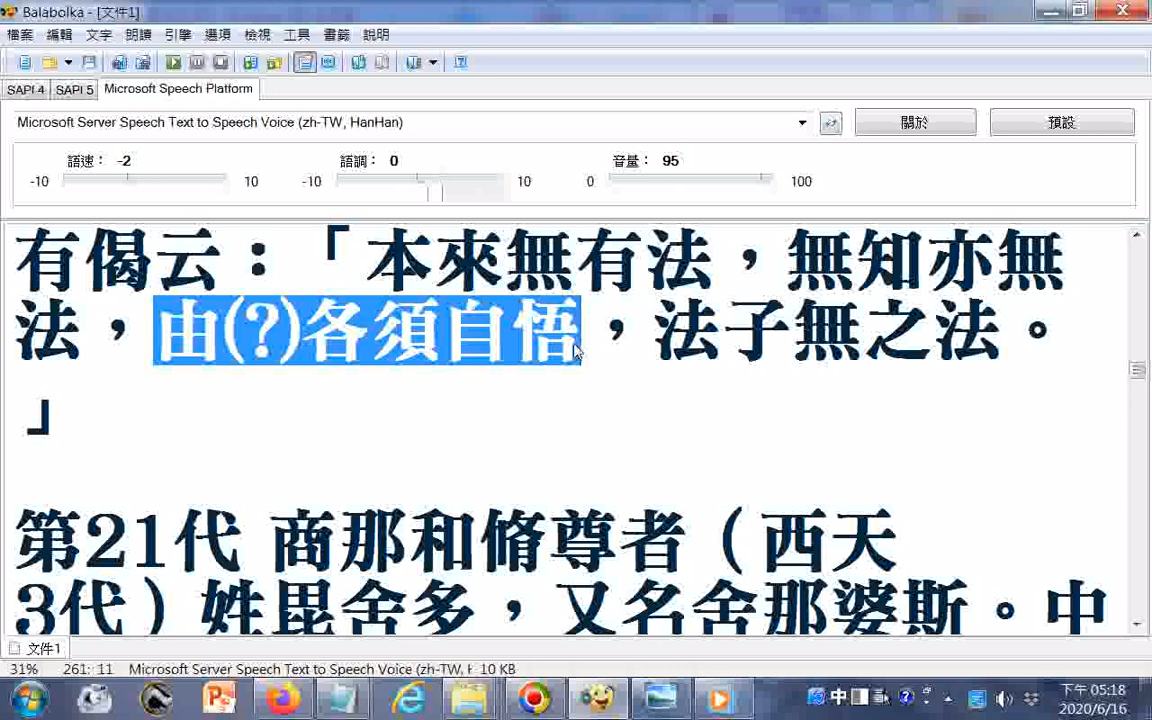 Balabolka - [文件1]
檔案 編輯 文字 朗讀 引擎 選項 檢視 工具 書籤 說明
SAPI 4 SAPI 5 Microsoft Speech Platform
Microsoft Server Speech Text to Speech Voice (zh-TW, HanHan) 關於 預設
語速： -2 語調： 0 音量： 95
-10 10 -10 10 0 100
有偈云：「本來無有法，無知亦無
法，由(?)各須自悟，法子無之法。
」
第21代 商那和脩尊者（西天
3代）姓毘舍多，又名舍那婆斯。中
文件1
31% 261: 11 Microsoft Server Speech Text to Speech Voice (zh-TW, H 10 KB
中
下午 05:18
2020/6/16